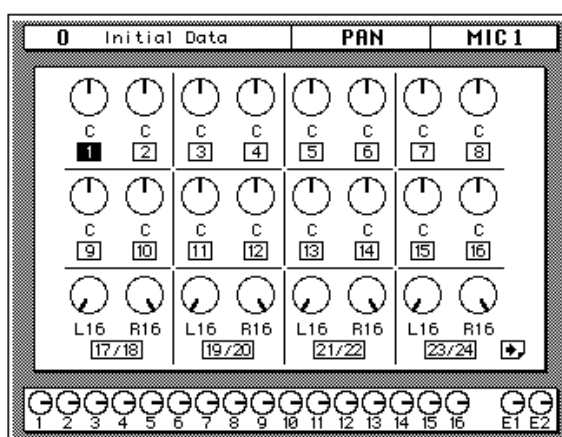 0 Initial Data PAN MIC 1
C C C C C C C C
1 2 3 4 5 6 7 8
C C C C C C C C
9 10 11 12 13 14 15 16
L16 R16 L16 R16 L16 R16 L16 R16
17/18 19/20 21/22 23/24
1 2 3 4 5 6 7 8 9 10 11 12 13 14 15 16 E1 E2